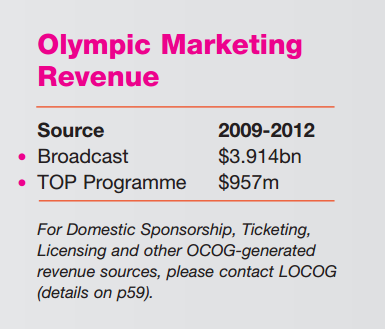 Olympic Marketing
Revenue
Source 2009-2012
• Broadcast $3.914bn
• TOP Programme $957m
For Domestic Sponsorship, Ticketing,
Licensing and other OCOG-generated
revenue sources, please contact LOCOG
(details on p59).